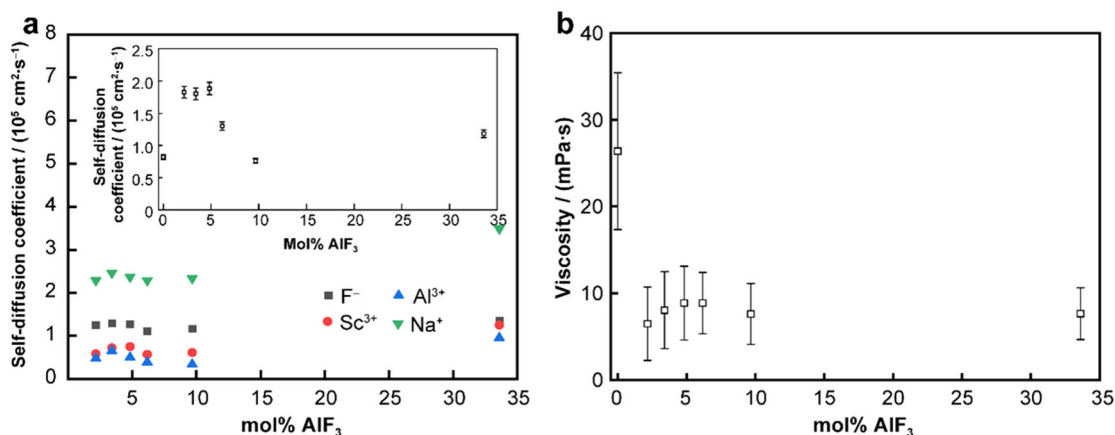 a
Self-diffusion coefficient / (10⁵ cm²·s⁻¹)
8
7
6
5
4
3
2
1
0
Self-diffusion
coefficient / (10⁵ cm²·s⁻¹)
2.5
2.0
1.5
1.0
0.5
0
0 5 10 15 20 25 30 35
Mol% AlF₃
F⁻ Al³⁺
Sc³⁺ Na⁺
5 10 15 20 25 30 35
mol% AlF₃
b
Viscosity / (mPa·s)
40
30
20
10
0
0 5 10 15 20 25 30 35
mol% AlF₃